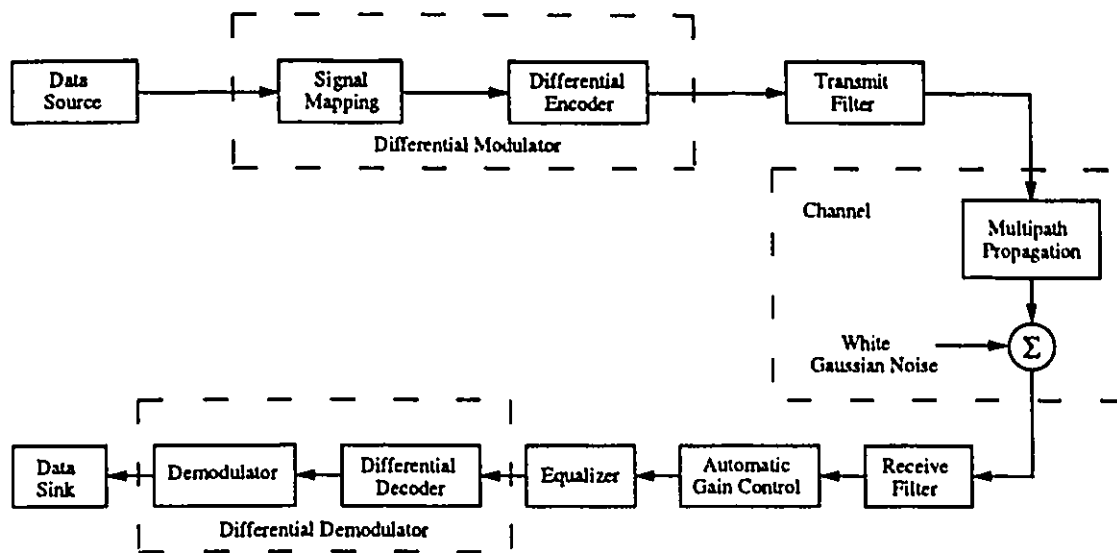 Data
Source
Signal
Mapping
Differential
Encoder
Transmit
Filter
Differential Modulator
Channel
Multipath
Propagation
White
Gaussian Noise
Σ
Data
Sink
Demodulator
Differential
Decoder
Equalizer
Automatic
Gain Control
Receive
Filter
Differential Demodulator